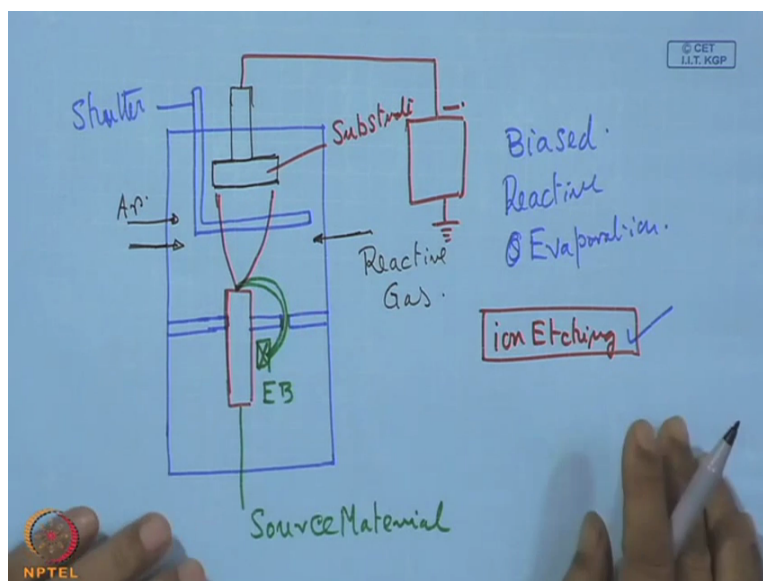 © CET
I.I.T. KGP
Shutter
Substrate
Biased.
Reactive
Evaporation.
Ar.
Reactive
Gas.
ion Etching
EB
Source Material
NPTEL